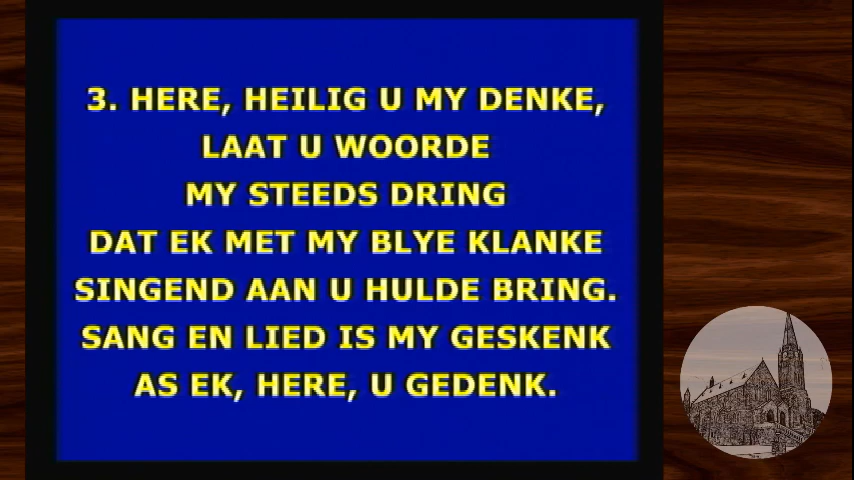 3. HERE, HEILIG U MY DENKE,
LAAT U WOORDE
MY STEEDS DRING
DAT EK MET MY BLYE KLANKE
SINGEND AAN U HULDE BRING.
SANG EN LIED IS MY GESKENK
AS EK, HERE, U GEDENK.